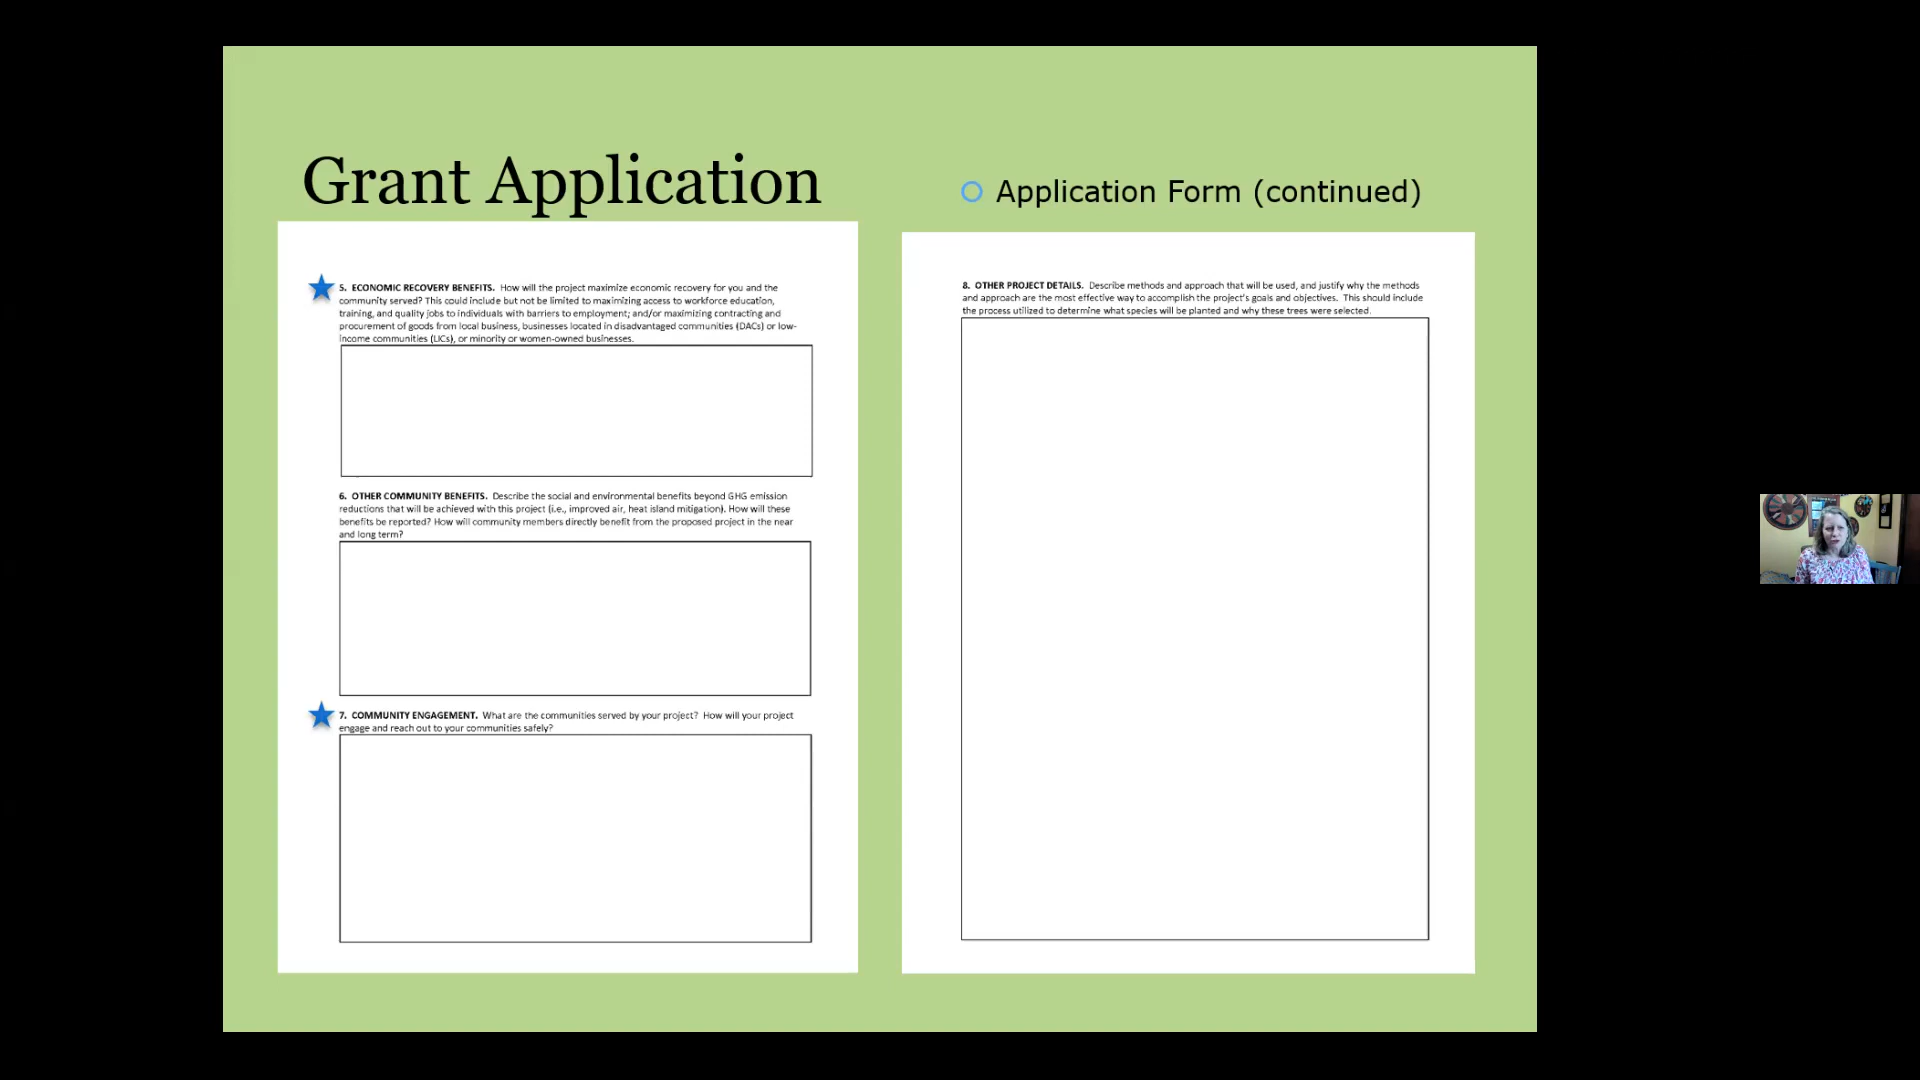 Grant Application
Application Form (continued)
5. ECONOMIC RECOVERY BENEFITS. How will the project maximize economic recovery for you and the
community served? This could include but not be limited to maximizing access to workforce education,
training, and quality jobs to individuals with barriers to employment; and/or maximizing contracting and
procurement of goods from local business, businesses located in disadvantaged communities (DACs) or low-
income communities (LICs), or minority or women-owned businesses.
6. OTHER COMMUNITY BENEFITS. Describe the social and environmental benefits beyond GHG emission
reductions that will be achieved with this project (i.e., improved air, heat island mitigation). How will these
benefits be reported? How will community members directly benefit from the proposed project in the near
and long term?
7. COMMUNITY ENGAGEMENT. What are the communities served by your project? How will your project
engage and reach out to your communities safely?
8. OTHER PROJECT DETAILS. Describe methods and approach that will be used, and justify why the methods
and approach are the most effective way to accomplish the project's goals and objectives. This should include
the process utilized to determine what species will be planted and why these trees were selected.